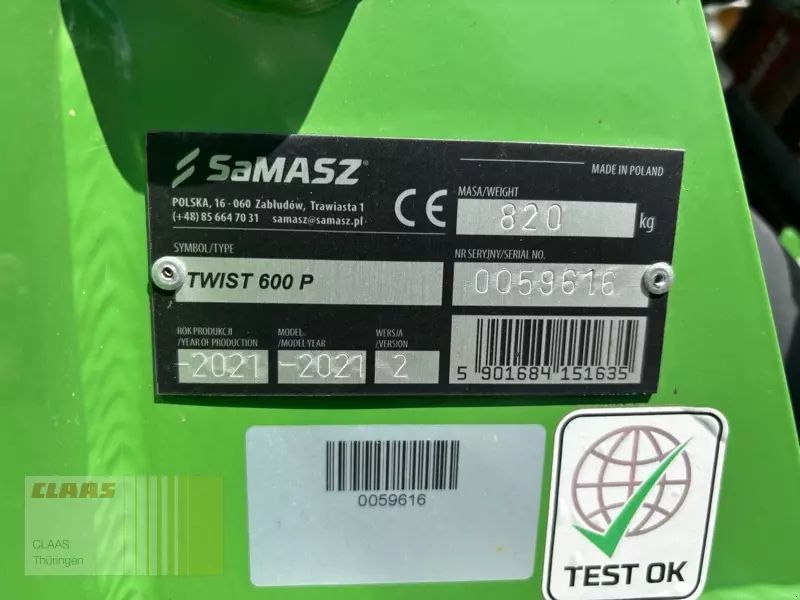 SaMASZ
SaMASZ®
MADE IN POLAND
POLSKA, 16 - 060 Zabłudów, Trawiasta 1
(+48) 85 664 70 31 samasz@samasz.pl
CE
MASA/WEIGHT
820 kg
SYMBOL/TYPE
TWIST 600 P
NR SERYJNY/SERIAL NO.
0059616
ROK PRODUKCJI
/YEAR OF PRODUCTION
-2021
MODEL
/MODEL YEAR
-2021
WERSJA
/VERSION
2
5 901684 151635
0059616
TEST OK
CLAAS
CLAAS
Thüringen